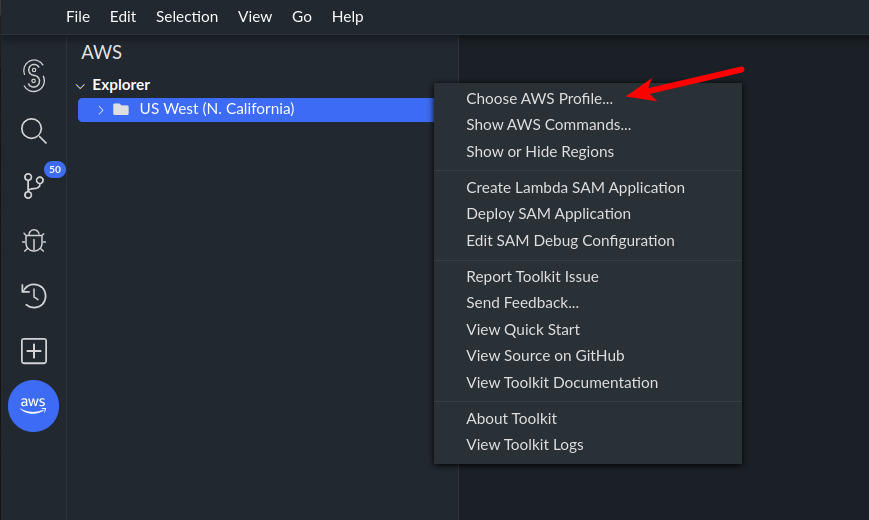 File Edit Selection View Go Help
AWS
Explorer
US West (N. California)
50
aws
Choose AWS Profile...
Show AWS Commands...
Show or Hide Regions
Create Lambda SAM Application
Deploy SAM Application
Edit SAM Debug Configuration
Report Toolkit Issue
Send Feedback...
View Quick Start
View Source on GitHub
View Toolkit Documentation
About Toolkit
View Toolkit Logs